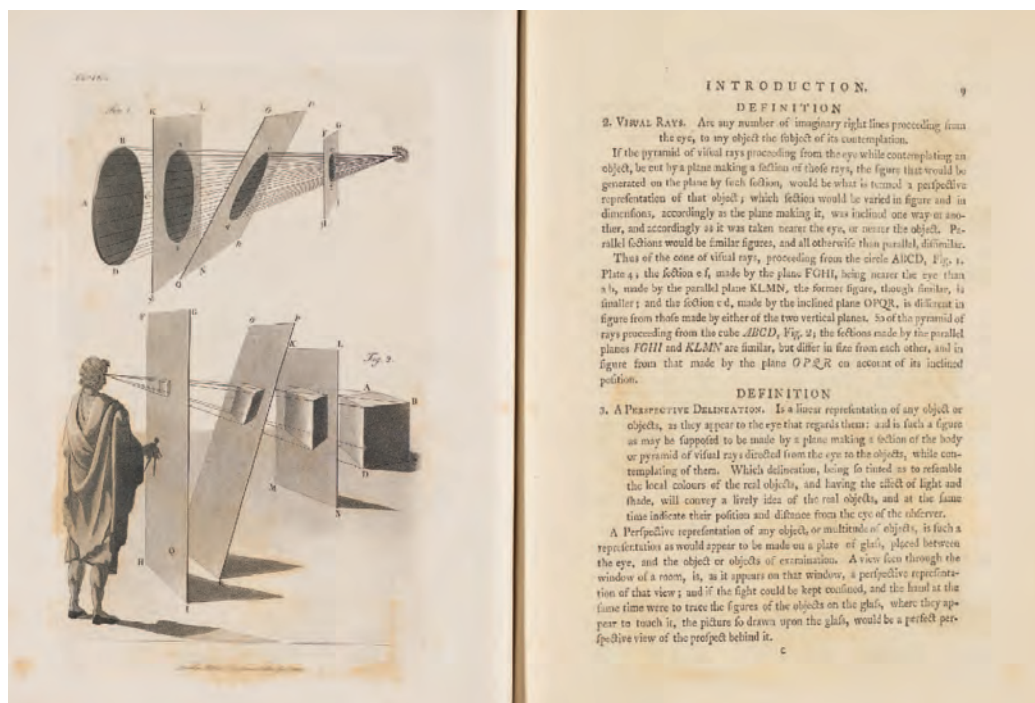 Fig. 1.
K L O P
F G
B
A
D
H
N
Q
F G O P
K L
Fig. 2.
A
B
D
M
N
H
Q
I
INTRODUCTION. 9
DEFINITION
2. VISUAL RAYS. Are any number of imaginary right lines proceeding from
the eye, to any object the ſubject of its contemplation.
If the pyramid of viſual rays proceeding from the eye while contemplating an
object, be cut by a plane making a ſection of thoſe rays, the figure that would be
generated on the plane by ſuch ſection, would be what is termed a perſpective
repreſentation of that object; which ſection would be varied in figure and in
dimenſions, accordingly as the plane making it, was inclined one way or ano-
ther, and accordingly as it was taken nearer the eye, or nearer the object. Pa-
rallel ſections would be ſimilar figures, and all otherwiſe than parallel, diſſimilar.
Thus of the cone of viſual rays, proceeding from the circle ABCD, Fig. 1,
Plate 4; the ſection e f, made by the plane FGHI, being nearer the eye than
a b, made by the parallel plane KLMN, the former figure, though ſimilar, is
ſmaller; and the ſection c d, made by the inclined plane OPQR, is different in
figure from thoſe made by either of the two vertical planes. So of the pyramid of
rays proceeding from the cube ABCD, Fig. 2; the ſections made by the parallel
planes FGHI and KLMN are ſimilar, but differ in ſize from each other, and in
figure from that made by the plane OPQR on account of its inclined
poſition.
DEFINITION
3. A PERSPECTIVE DELINEATION. Is a linear repreſentation of any object or
objects, as they appear to the eye that regards them: and is ſuch a figure
as may be ſuppoſed to be made by a plane making a ſection of the body
or pyramid of viſual rays directed from the eye to the objects, while con-
templating of them. Which delineation, being ſo tinted as to reſemble
the local colours of the real objects, and having the effect of light and
ſhade, will convey a lively idea of the real objects, and at the ſame
time indicate their poſition and diſtance from the eye of the obſerver.
A Perſpective repreſentation of any object, or multitude of objects, is ſuch a
repreſentation as would appear to be made on a plate of glaſs, placed between
the eye, and the object or objects of examination. A view ſeen through the
window of a room, is, as it appears on that window, a perſpective repreſenta-
tion of that view; and if the ſight could be kept confined, and the hand at the
ſame time were to trace the figures of the objects on the glaſs, where they ap-
pear to touch it, the picture ſo drawn upon the glaſs, would be a perfect per-
ſpective view of the proſpect behind it.
C